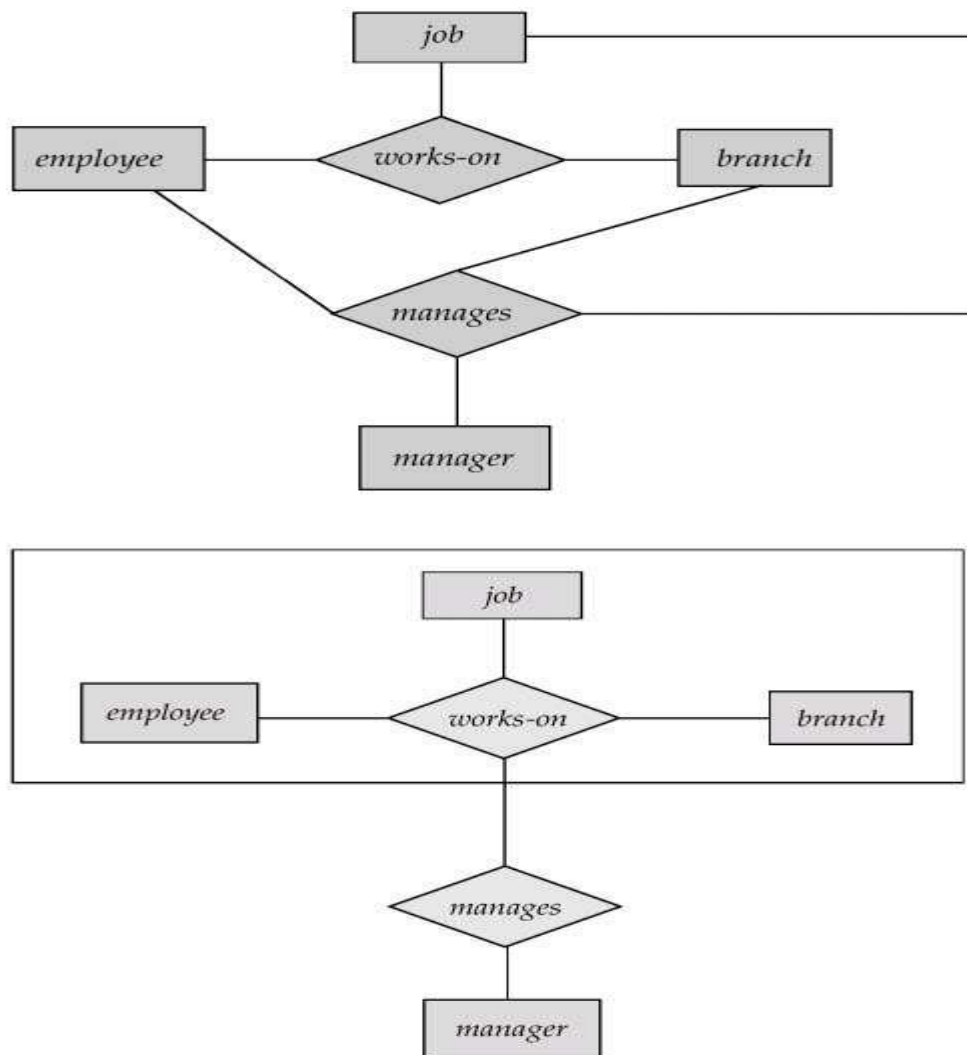 job
employee
works-on
branch
manages
manager
job
employee
works-on
branch
manages
manager